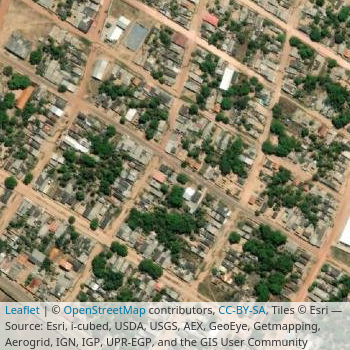 Leaflet | © OpenStreetMap contributors, CC-BY-SA, Tiles © Esri —
Source: Esri, i-cubed, USDA, USGS, AEX, GeoEye, Getmapping,
Aerogrid, IGN, IGP, UPR-EGP, and the GIS User Community